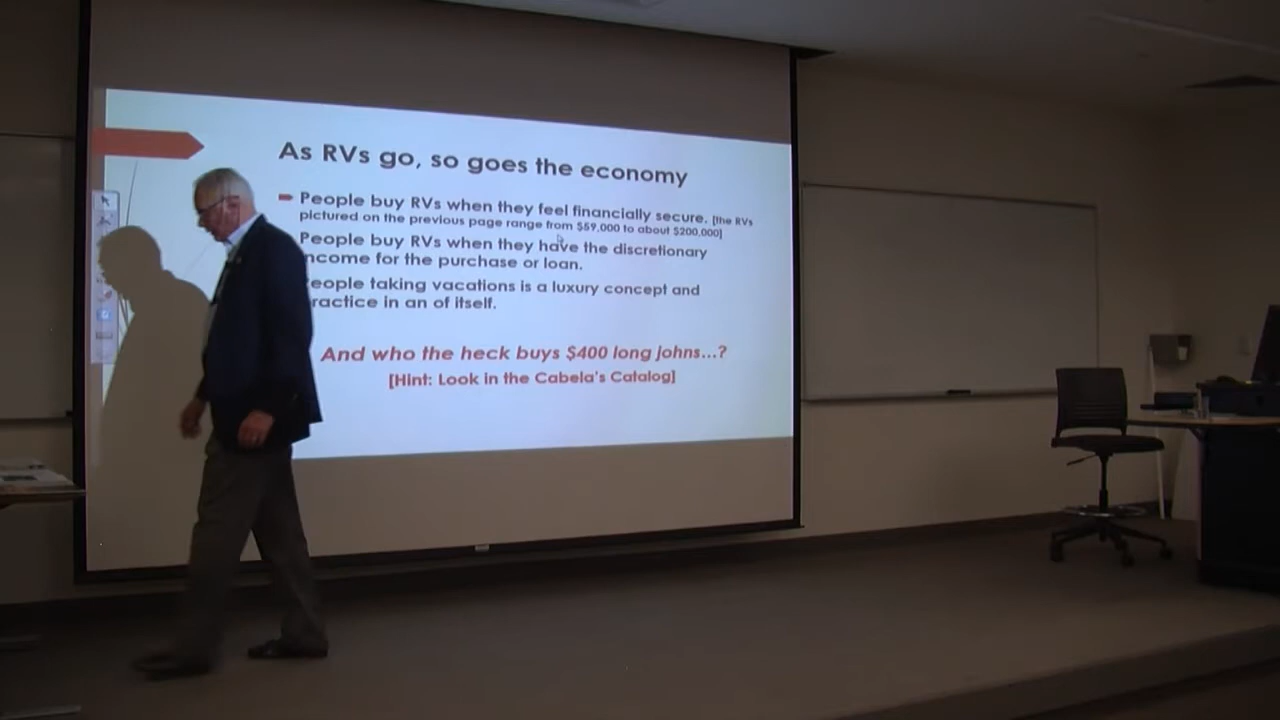 As RVs go, so goes the economy
People buy RVs when they feel financially secure. [the RVs
pictured on the previous page range from $59,000 to about $200,000]
People buy RVs when they have the discretionary
ncome for the purchase or loan.
eople taking vacations is a luxury concept and
ractice in an of itself.
And who the heck buys $400 long johns...?
[Hint: Look in the Cabela's Catalog]